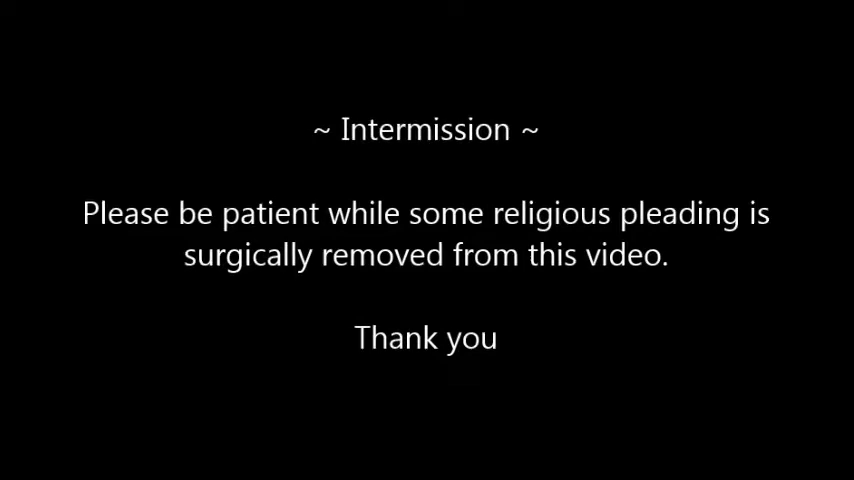 ~ Intermission ~
Please be patient while some religious pleading is
surgically removed from this video.
Thank you